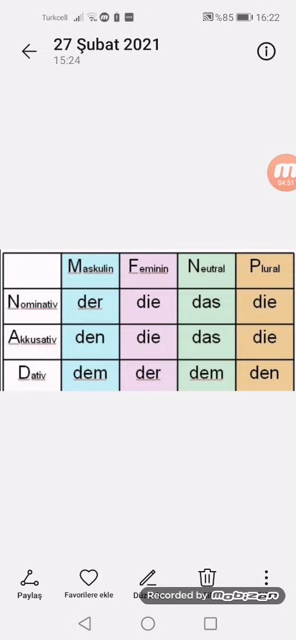 Turkcell %85 16:22
27 Şubat 2021
15:24
04:51
Maskulin Feminin Neutral Plural
Nominativ der die das die
Akkusativ den die das die
Dativ dem der dem den
Paylaş Favorilere ekle
Recorded by mobizen